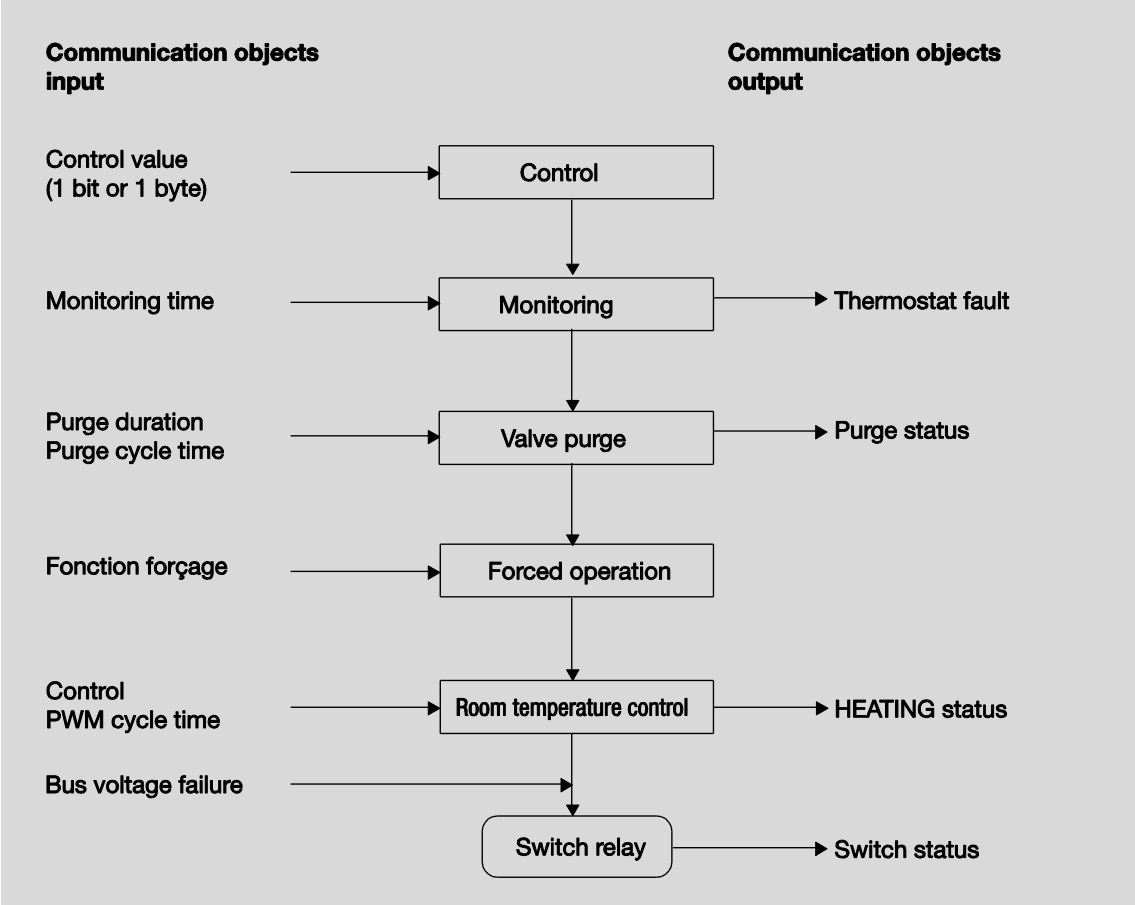 Communication objects
input
Communication objects
output
Control value
(1 bit or 1 byte)
Control
Monitoring time
Monitoring
Thermostat fault
Purge duration
Purge cycle time
Valve purge
Purge status
Fonction forçage
Forced operation
Control
PWM cycle time
Room temperature control
HEATING status
Bus voltage failure
Switch relay
Switch status